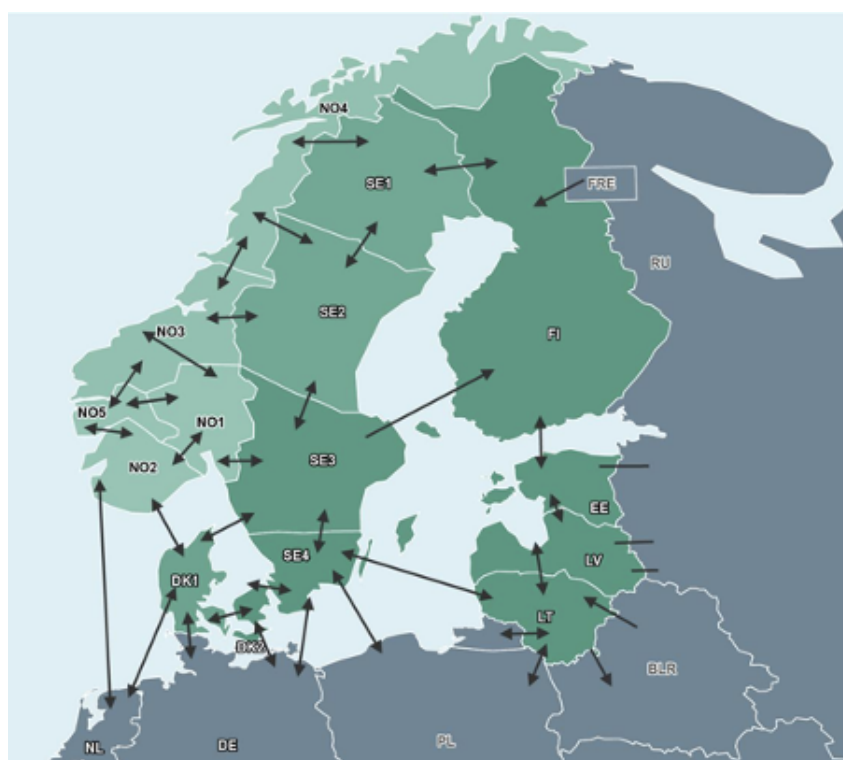 NO4
SE1
FRE
RU
SE2
NO3
FI
NO5
NO1
NO2
SE3
EE
SE4
LV
DK1
LT
DK2
BLR
NL
DE
PL